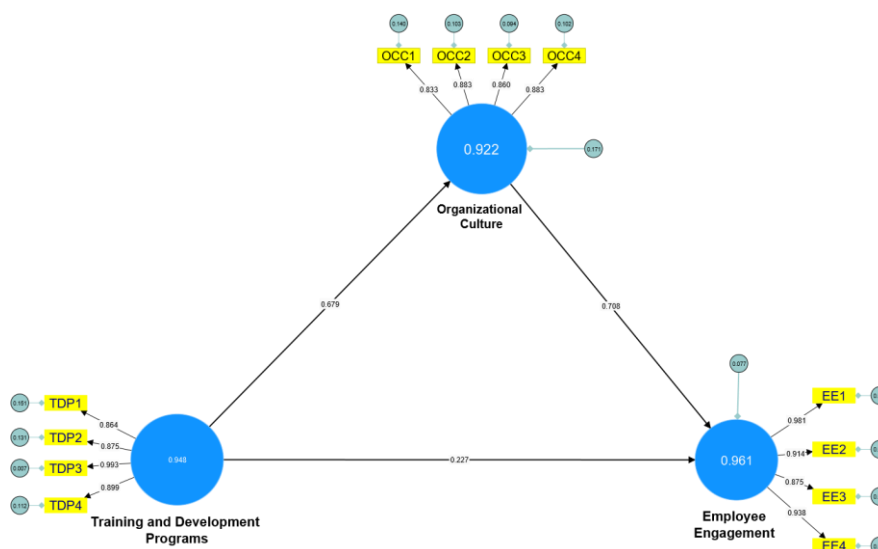 0.140 0.103 0.094 0.102
OCC1 OCC2 OCC3 OCC4
0.833 0.883 0.860 0.883
0.922
0.171
Organizational
Culture
0.679
0.708
0.077
0.151 TDP1
0.864
0.131 TDP2
0.875
TDP3
0.993
0.112 TDP4
0.899
0.948
Training and Development
Programs
0.227
0.961
Employee
Engagement
EE1
0.981
EE2
0.914
EE3
0.875
EE4
0.938